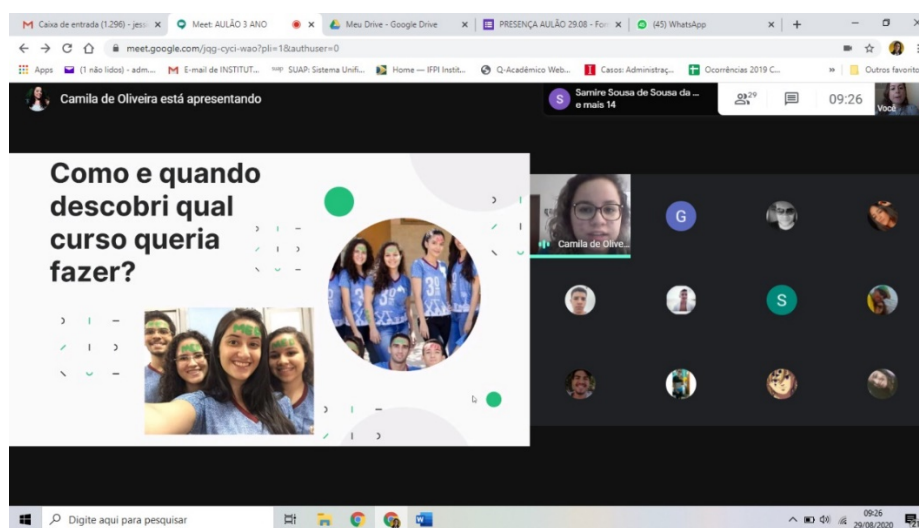 Caixa de entrada (1.296) - jess
Meet: AULÃO 3 ANO
Meu Drive - Google Drive
PRESENÇA AULÃO 29.08 - For
(45) WhatsApp
meet.google.com/jqg-cyci-wao?pli=1&authuser=0
Apps
(1 não lidos) - adm...
E-mail de INSTITUT...
SUAP: Sistema Unifi...
Home — IFPI Instit...
Q-Acadêmico Web...
Casos: Administraç...
Ocorrências 2019 C...
Outros favorito
Camila de Oliveira está apresentando
S
Samire Sousa de Sousa da ...
e mais 14
29
09:26
Você
Como e quando
descobri qual
curso queria
fazer?
Camila de Olive...
G
S
Digite aqui para pesquisar
09:26
29/08/2020